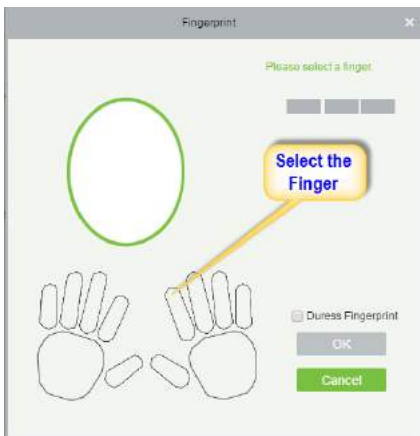 Fingerprint
×
Please select a finger.
Select the
Finger
Duress Fingerprint
OK
Cancel